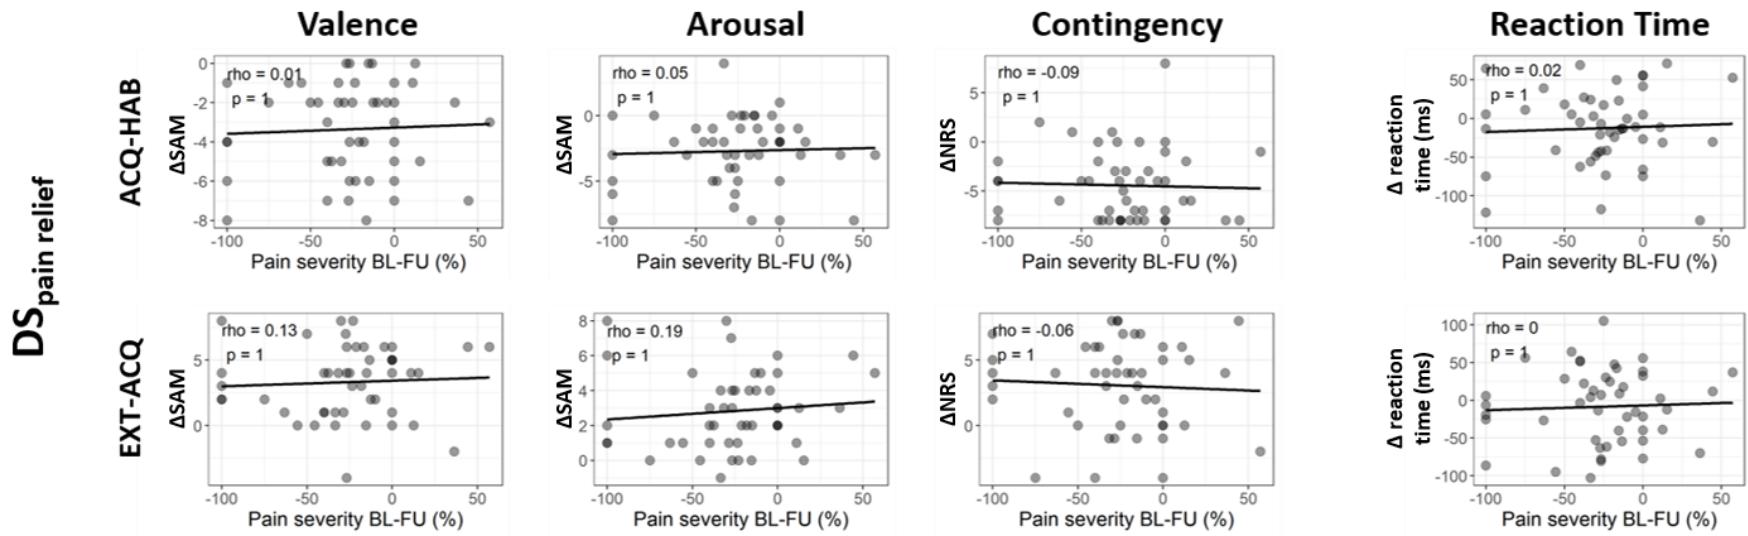 Valence
Arousal
Contingency
Reaction Time
DSpain relief
ACQ-HAB
ΔSAM
0
-2
-4
-6
-8
rho = 0.01
p = 1
-100
-50
0
50
Pain severity BL-FU (%)
ΔSAM
0
-5
rho = 0.05
p = 1
-100
-50
0
50
Pain severity BL-FU (%)
ΔNRS
5
0
-5
rho = -0.09
p = 1
-100
-50
0
50
Pain severity BL-FU (%)
Δ reaction
time (ms)
50
0
-50
-100
rho = 0.02
p = 1
-100
-50
0
50
Pain severity BL-FU (%)
EXT-ACQ
ΔSAM
5
0
rho = 0.13
p = 1
-100
-50
0
50
Pain severity BL-FU (%)
ΔSAM
8
6
4
2
0
rho = 0.19
p = 1
-100
-50
0
50
Pain severity BL-FU (%)
ΔNRS
5
0
rho = -0.06
p = 1
-100
-50
0
50
Pain severity BL-FU (%)
Δ reaction
time (ms)
100
50
0
-50
-100
rho = 0
p = 1
-100
-50
0
50
Pain severity BL-FU (%)